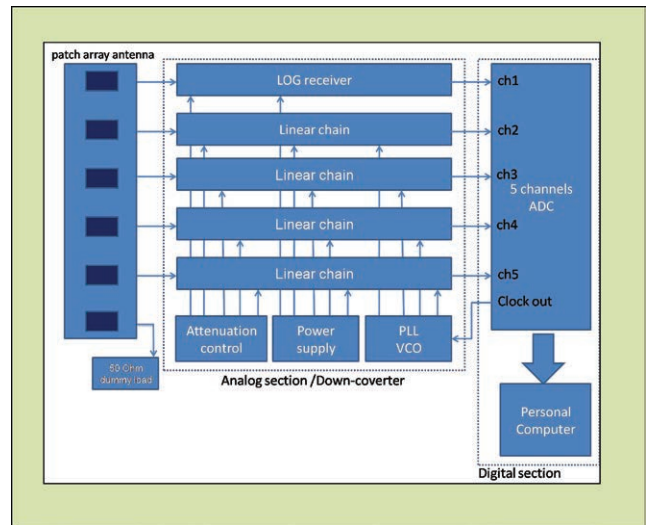 patch array antenna
LOG receiver
ch1
Linear chain
ch2
Linear chain
ch3
5 channels
ADC
Linear chain
ch4
Linear chain
ch5
Clock out
Attenuation
control
Power
supply
PLL
VCO
50 Ohm
dummy load
Analog section /Down-coverter
Personal
Computer
Digital section